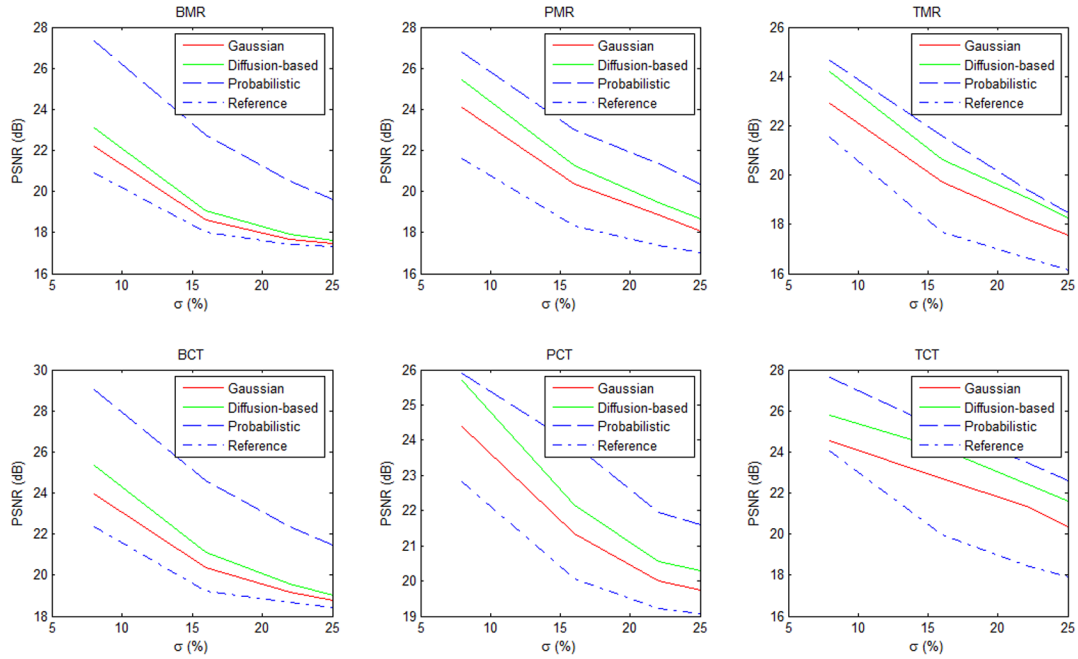 BMR
28
26
24
22
20
18
16
PSNR (dB)
Gaussian
Diffusion-based
Probabilistic
Reference
5 10 15 20 25
σ (%)
PMR
28
26
24
22
20
18
16
PSNR (dB)
Gaussian
Diffusion-based
Probabilistic
Reference
5 10 15 20 25
σ (%)
TMR
26
24
22
20
18
16
PSNR (dB)
Gaussian
Diffusion-based
Probabilistic
Reference
5 10 15 20 25
σ (%)
BCT
30
28
26
24
22
20
18
PSNR (dB)
Gaussian
Diffusion-based
Probabilistic
Reference
5 10 15 20 25
σ (%)
PCT
26
25
24
23
22
21
20
19
PSNR (dB)
Gaussian
Diffusion-based
Probabilistic
Reference
5 10 15 20 25
σ (%)
TCT
28
26
24
22
20
18
16
PSNR (dB)
Gaussian
Diffusion-based
Probabilistic
Reference
5 10 15 20 25
σ (%)